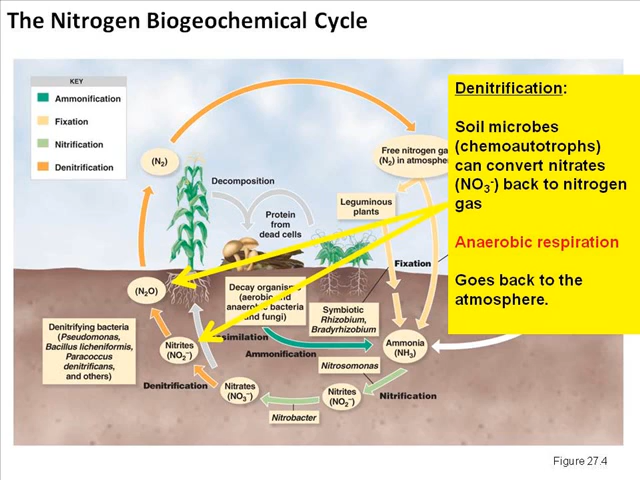 The Nitrogen Biogeochemical Cycle
KEY
Ammonification
Fixation
Nitrification
Denitrification
(N₂)
Decomposition
Free nitrogen gas
(N₂) in atmosphere
Leguminous
plants
Protein
from
dead cells
Fixation
(N₂O)
Decay organisms
(aerobic and
anaerobic bacteria
and fungi)
Symbiotic
Rhizobium,
Bradyrhizobium
Denitrifying bacteria
(Pseudomonas,
Bacillus licheniformis,
Paracoccus
denitrificans,
and others)
Nitrites
(NO₂⁻)
Assimilation
Ammonification
Ammonia
(NH₃)
Nitrosomonas
Denitrification
Nitrates
(NO₃⁻)
Nitrites
(NO₂⁻)
Nitrification
Nitrobacter
Denitrification:
Soil microbes
(chemoautotrophs)
can convert nitrates
(NO₃⁻) back to nitrogen
gas
Anaerobic respiration
Goes back to the
atmosphere.
Figure 27.4